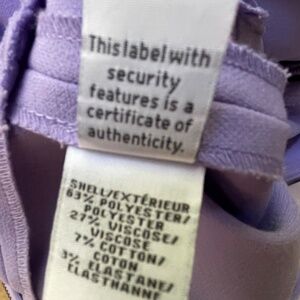 This label with
security
features is a
certificate of
authenticity.
SHELL/EXTÉRIEUR
63% POLYESTER/
POLYESTER
27% VISCOSE/
VISCOSE
7% COTTON/
COTON
3% ELASTANE/
ELASTHANNE